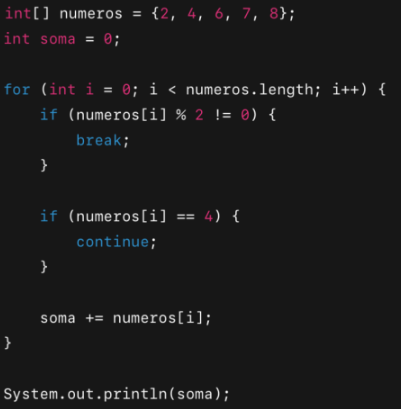 int[] numeros = {2, 4, 6, 7, 8};
int soma = 0;

for (int i = 0; i < numeros.length; i++) {
    if (numeros[i] % 2 != 0) {
        break;
    }

    if (numeros[i] == 4) {
        continue;
    }

    soma += numeros[i];
}

System.out.println(soma);